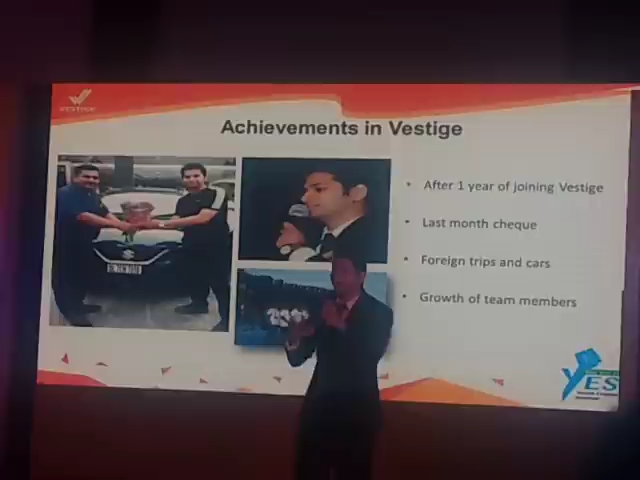 VESTIGE
Achievements in Vestige
• After 1 year of joining Vestige
• Last month cheque
• Foreign trips and cars
• Growth of team members
YES